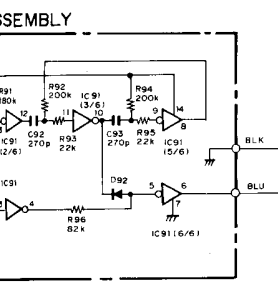 SSEMBLY
R91
180k
R92
200k
IC91
(3/6)
R94
200k
12
11
10
9
14
8
IC91
(2/6)
C92
270p
R93
22k
C93
270p
R95
22k
IC91
(5/6)
BLK
IC91
D92
5
6
7
BLU
4
R96
82k
IC91(6/6)